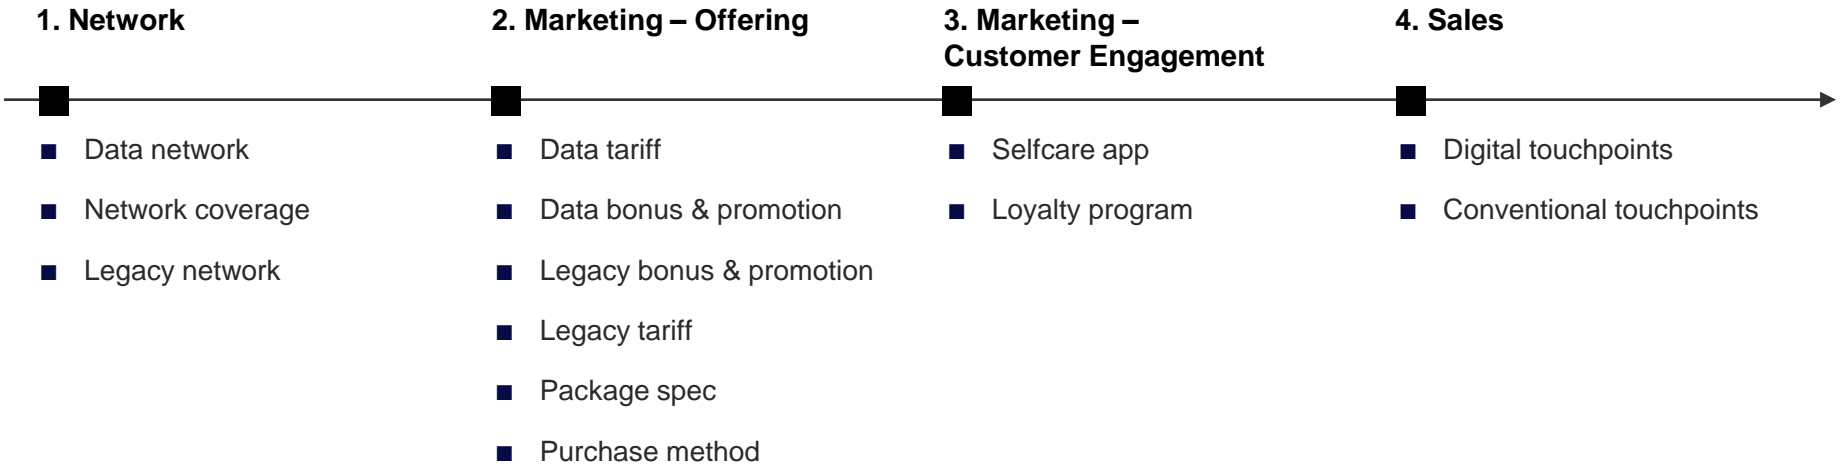 1. Network
Data network
Network coverage
Legacy network
2. Marketing – Offering
Data tariff
Data bonus & promotion
Legacy bonus & promotion
Legacy tariff
Package spec
Purchase method
3. Marketing –
Customer Engagement
Selfcare app
Loyalty program
4. Sales
Digital touchpoints
Conventional touchpoints